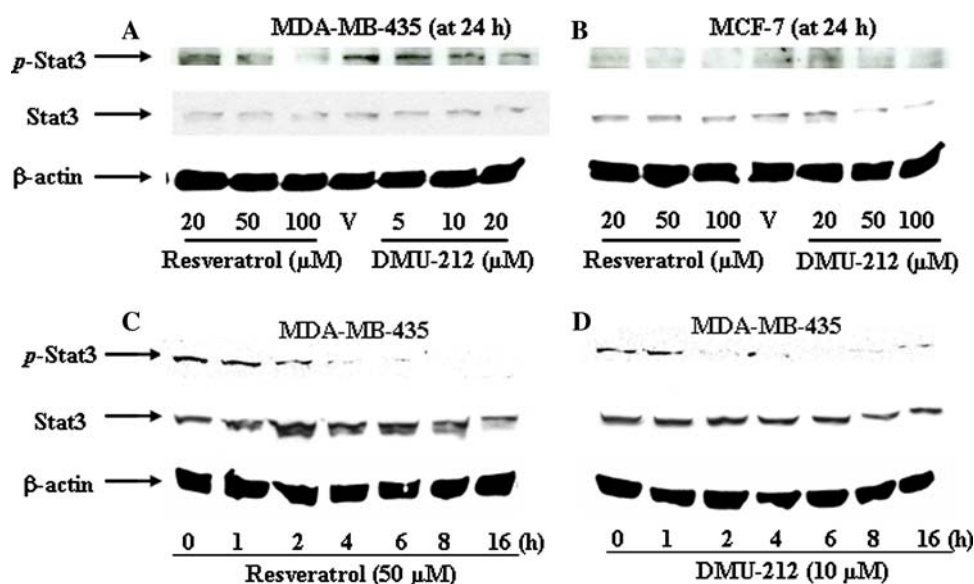 A MDA-MB-435 (at 24 h)
B MCF-7 (at 24 h)
p-Stat3
Stat3
β-actin
20 50 100 V 5 10 20
Resveratrol (µM) DMU-212 (µM)
20 50 100 V 20 50 100
Resveratrol (µM) DMU-212 (µM)
C MDA-MB-435
D MDA-MB-435
p-Stat3
Stat3
β-actin
0 1 2 4 6 8 16 (h)
Resveratrol (50 µM)
0 1 2 4 6 8 16 (h)
DMU-212 (10 µM)